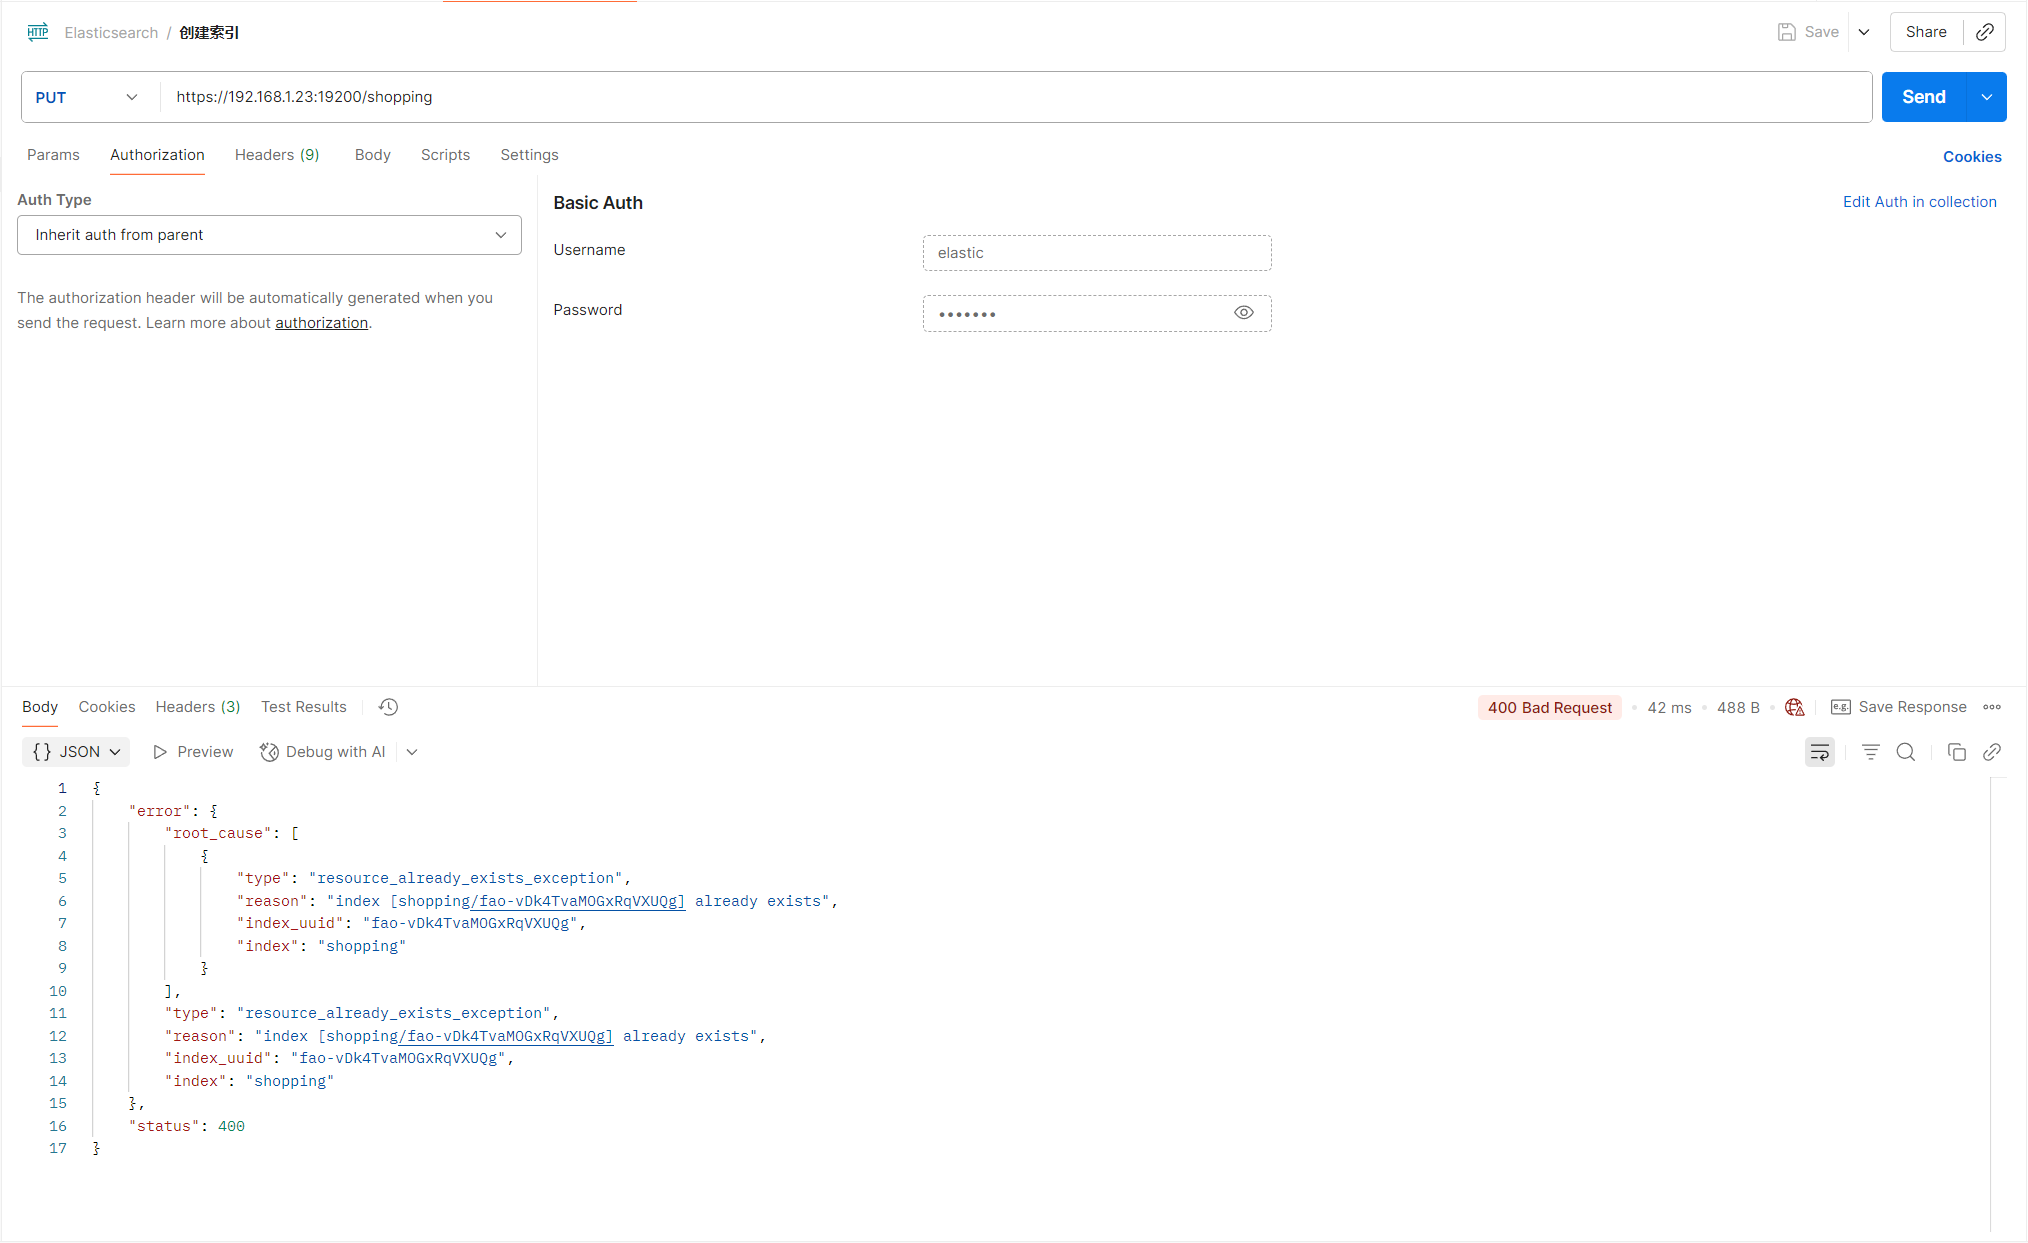 HTTP Elasticsearch / 创建索引 Save Share
PUT https://192.168.1.23:19200/shopping Send
Params Authorization Headers (9) Body Scripts Settings Cookies
Auth Type
Inherit auth from parent
The authorization header will be automatically generated when you
send the request. Learn more about authorization.
Basic Auth Edit Auth in collection
Username elastic
Password •••••••
Body Cookies Headers (3) Test Results 400 Bad Request • 42 ms • 488 B • e.g. Save Response
{} JSON Preview Debug with AI
1 {
2 "error": {
3 "root_cause": [
4 {
5 "type": "resource_already_exists_exception",
6 "reason": "index [shopping/fao-vDk4TvaMOGxRqVXUQg] already exists",
7 "index_uuid": "fao-vDk4TvaMOGxRqVXUQg",
8 "index": "shopping"
9 }
10 ],
11 "type": "resource_already_exists_exception",
12 "reason": "index [shopping/fao-vDk4TvaMOGxRqVXUQg] already exists",
13 "index_uuid": "fao-vDk4TvaMOGxRqVXUQg",
14 "index": "shopping"
15 },
16 "status": 400
17 }